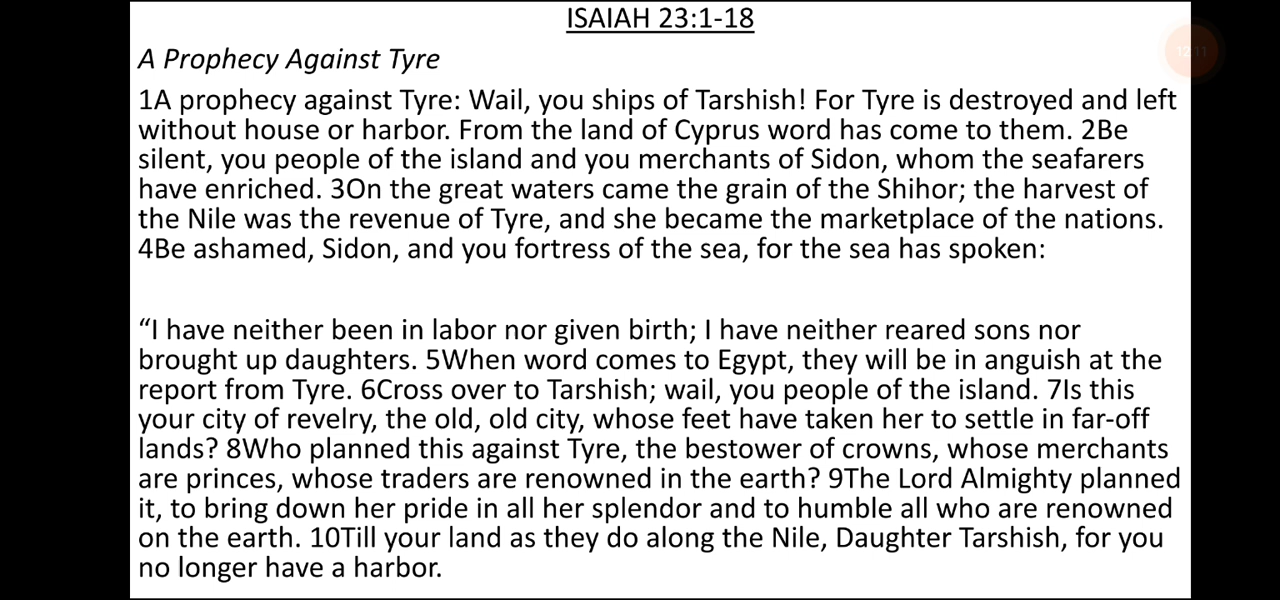 ISAIAH 23:1-18
A Prophecy Against Tyre
1A prophecy against Tyre: Wail, you ships of Tarshish! For Tyre is destroyed and left
without house or harbor. From the land of Cyprus word has come to them. 2Be
silent, you people of the island and you merchants of Sidon, whom the seafarers
have enriched. 3On the great waters came the grain of the Shihor; the harvest of
the Nile was the revenue of Tyre, and she became the marketplace of the nations.
4Be ashamed, Sidon, and you fortress of the sea, for the sea has spoken:
“I have neither been in labor nor given birth; I have neither reared sons nor
brought up daughters. 5When word comes to Egypt, they will be in anguish at the
report from Tyre. 6Cross over to Tarshish; wail, you people of the island. 7Is this
your city of revelry, the old, old city, whose feet have taken her to settle in far-off
lands? 8Who planned this against Tyre, the bestower of crowns, whose merchants
are princes, whose traders are renowned in the earth? 9The Lord Almighty planned
it, to bring down her pride in all her splendor and to humble all who are renowned
on the earth. 10Till your land as they do along the Nile, Daughter Tarshish, for you
no longer have a harbor.
12:11